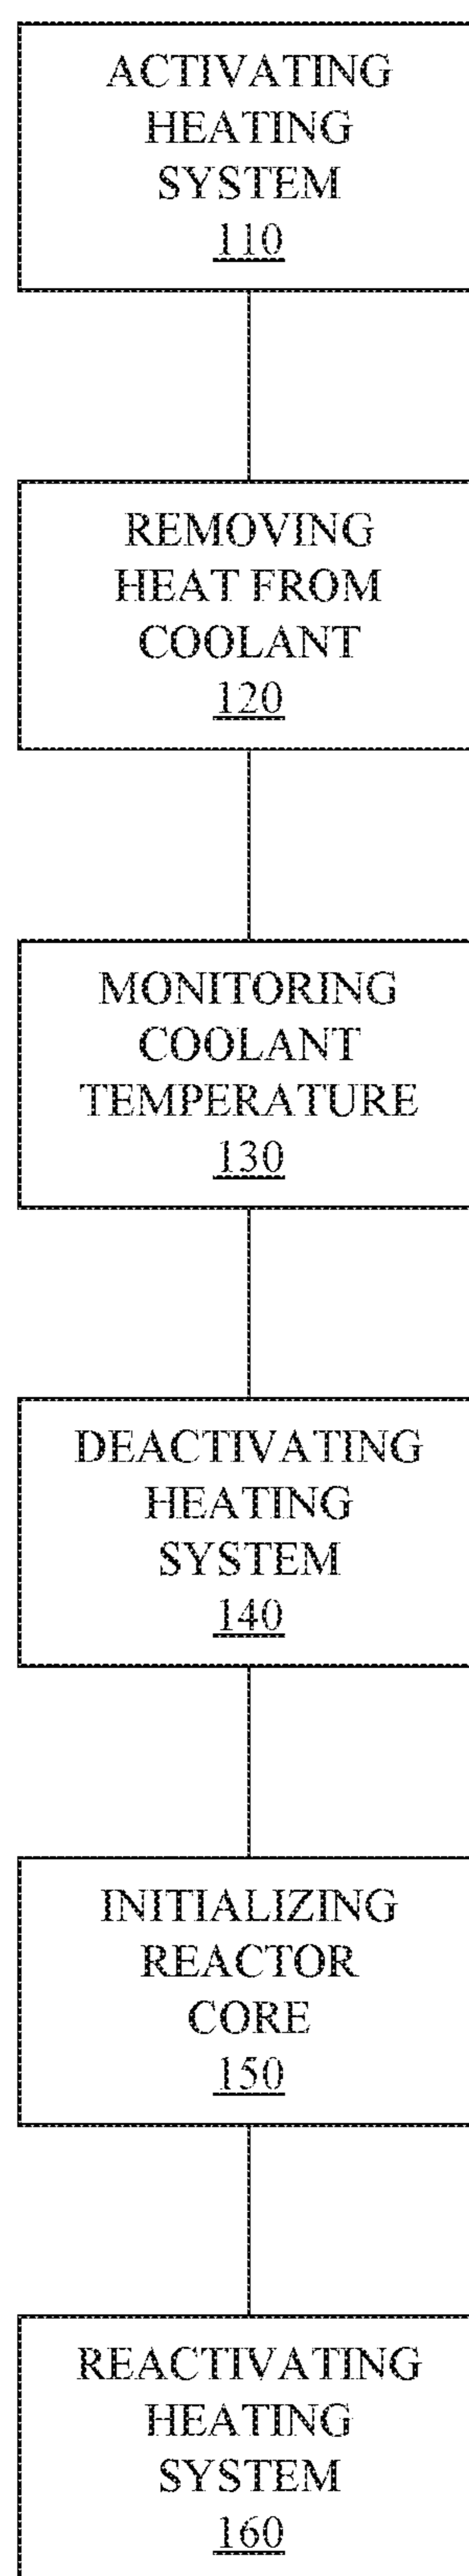 ACTIVATING
HEATING
SYSTEM
110
REMOVING
HEAT FROM
COOLANT
120
MONITORING
COOLANT
TEMPERATURE
130
DEACTIVATING
HEATING
SYSTEM
140
INITIALIZING
REACTOR
CORE
150
REACTIVATING
HEATING
SYSTEM
160